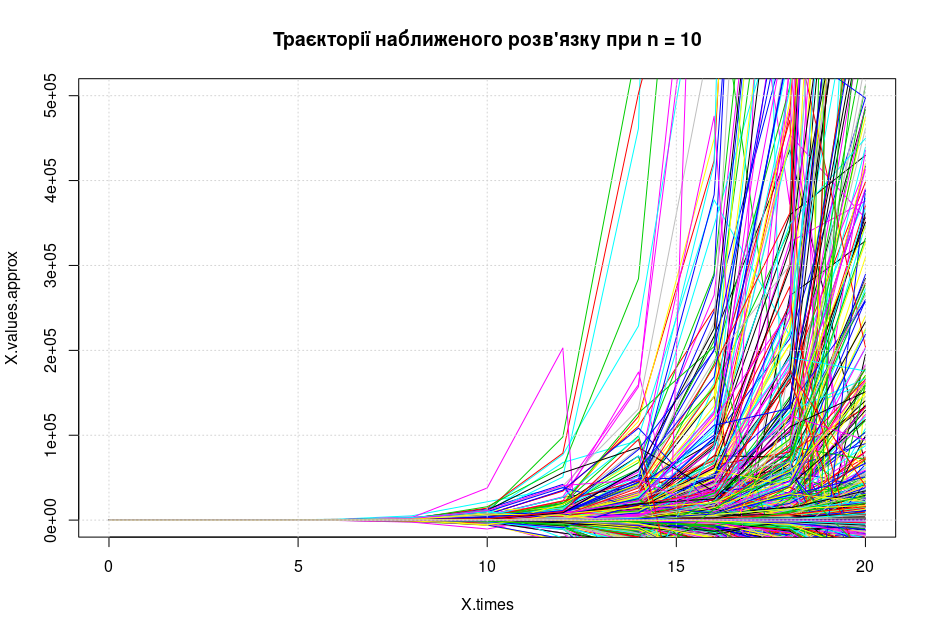 Траєкторії наближеного розв'язку при n = 10
X.values.approx
5e+05
4e+05
3e+05
2e+05
1e+05
0e+00
0 5 10 15 20
X.times